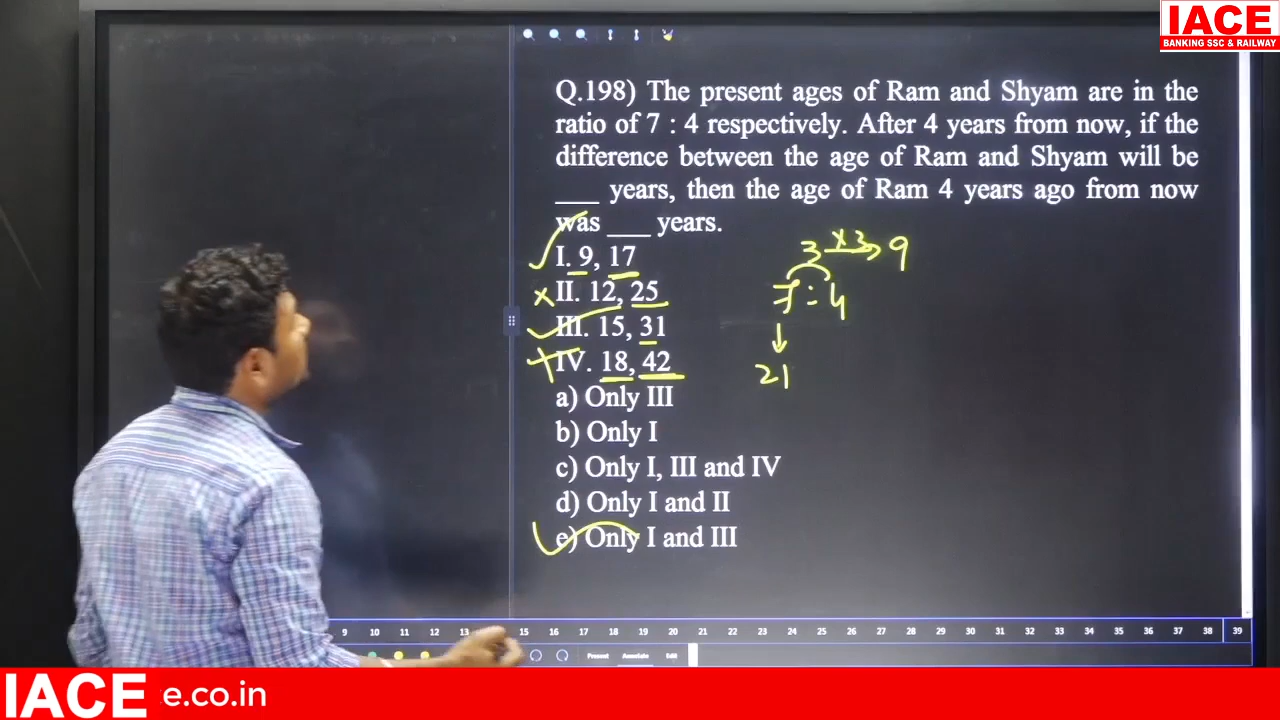 IACE
BANKING SSC & RAILWAY
Q.198) The present ages of Ram and Shyam are in the
ratio of 7 : 4 respectively. After 4 years from now, if the
difference between the age of Ram and Shyam will be
___ years, then the age of Ram 4 years ago from now
was ___ years.
I. 9, 17
II. 12, 25
III. 15, 31
IV. 18, 42
a) Only III
b) Only I
c) Only I, III and IV
d) Only I and II
e) Only I and III
3 ×3 → 9
7 : 4
↓
21
9 10 11 12 13 15 16 17 18 19 20 21 22 23 24 25 26 27 28 29 30 31 32 33 34 35 36 37 38 39
Present Annotate Edit
IACE e.co.in